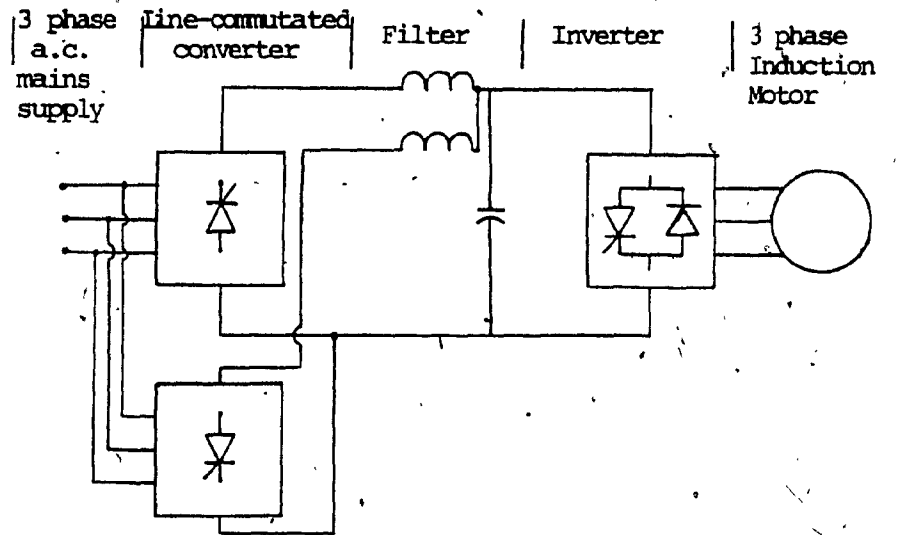 3 phase
a.c.
mains
supply
Line-commutated
converter
Filter
Inverter
3 phase
Induction
Motor